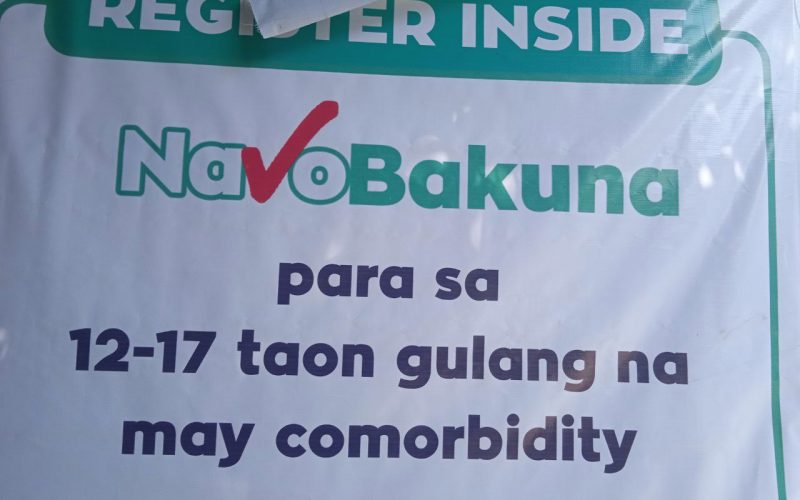 REGISTER INSIDE
NavoBakuna
para sa
12-17 taon gulang na
may comorbidity